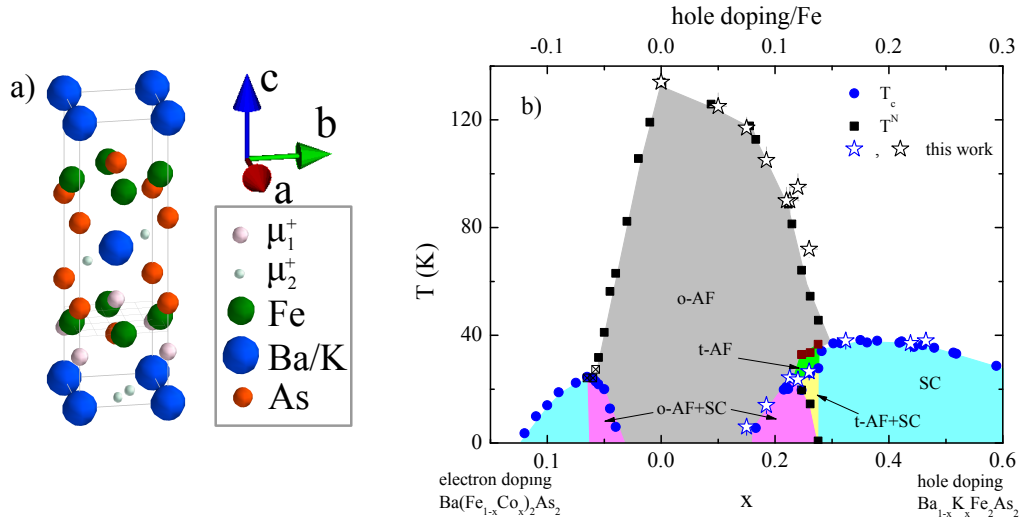 a)
c
b
a
μ₁⁺
μ₂⁺
Fe
Ba/K
As
hole doping/Fe
-0.1 0.0 0.1 0.2 0.3
b)
T_c
T^N
, this work
T (K)
120
80
40
0
o-AF
t-AF
o-AF+SC
t-AF+SC
SC
0.1 0.0 0.2 0.4 0.6
electron doping
Ba(Fe₁₋ₓCoₓ)₂As₂
x
hole doping
Ba₁₋ₓKₓFe₂As₂